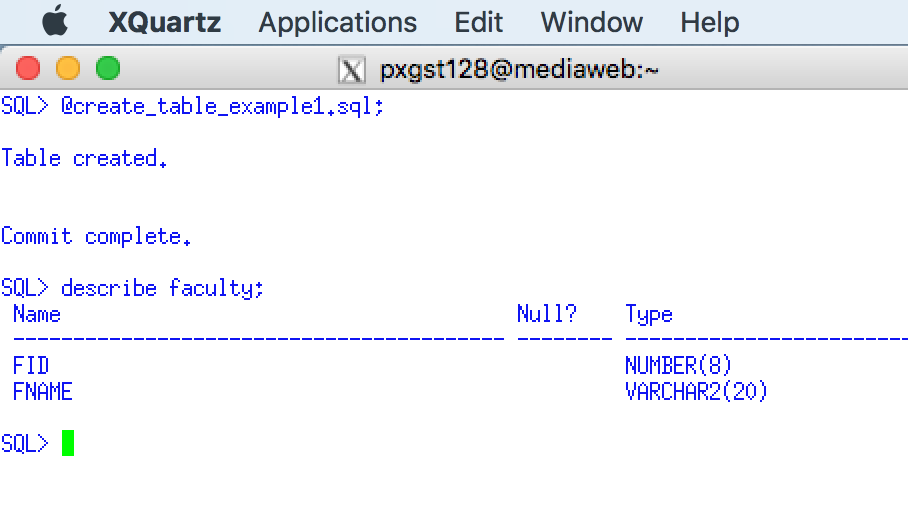 XQuartz Applications Edit Window Help
X pxgst128@mediaweb:~
SQL> @create_table_example1.sql;
Table created.
Commit complete.
SQL> describe faculty;
Name Null? Type
----------------------------------------- -------- ------------------------
FID NUMBER(8)
FNAME VARCHAR2(20)
SQL>